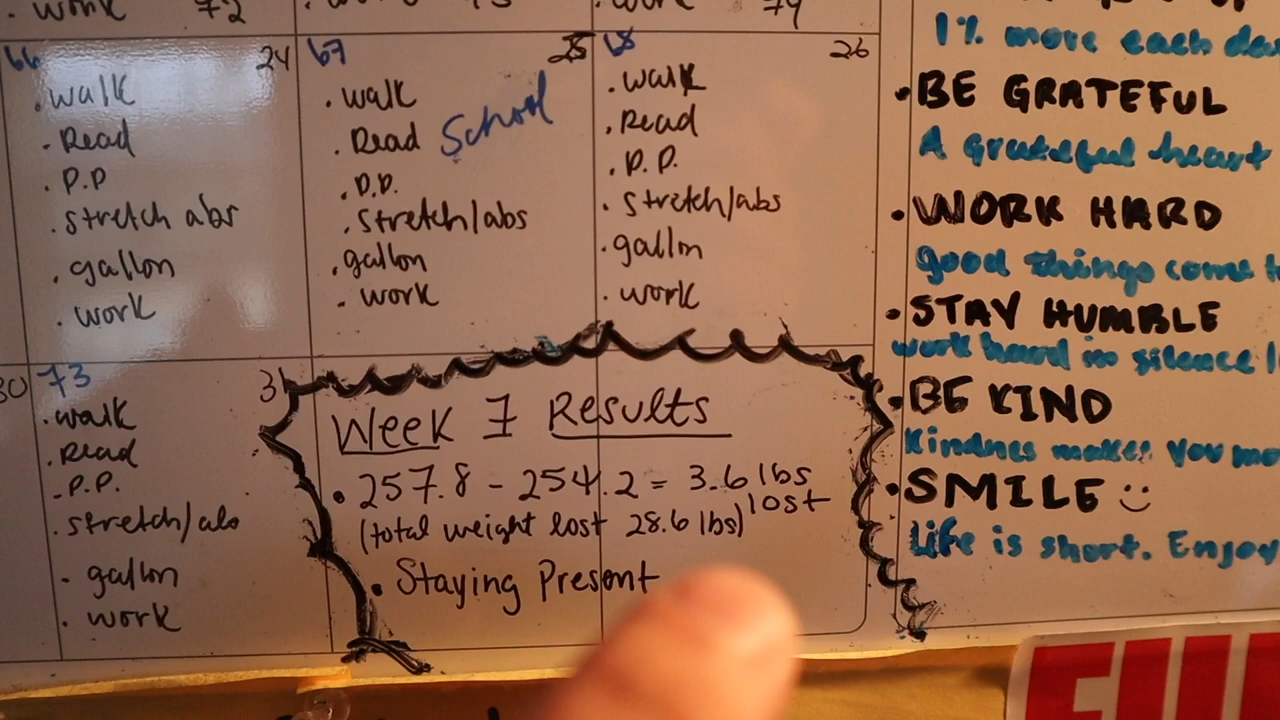 . work 72
66 24
. walk
. Read
. P.P
. stretch abs
. gallon
. work
67 25
. walk
. Read School
. P.P.
. stretch/abs
. gallon
. work
68 26
. walk
. Read
. P.P.
. stretch/abs
. gallon
. work
30
73 31
. walk
. Read
- P.P.
. stretch/abs
- gallon
. work
Week 7 Results
• 257.8 - 254.2 = 3.6 lbs
lost
(total weight lost 28.6 lbs)
• Staying Present
1% more each
• BE GRATEFUL
A grateful heart
• WORK HARD
good things come
• STAY HUMBLE
work hard in silence
• BE KIND
Kindnes makes you
• SMILE :)
Life is short. Enjoy